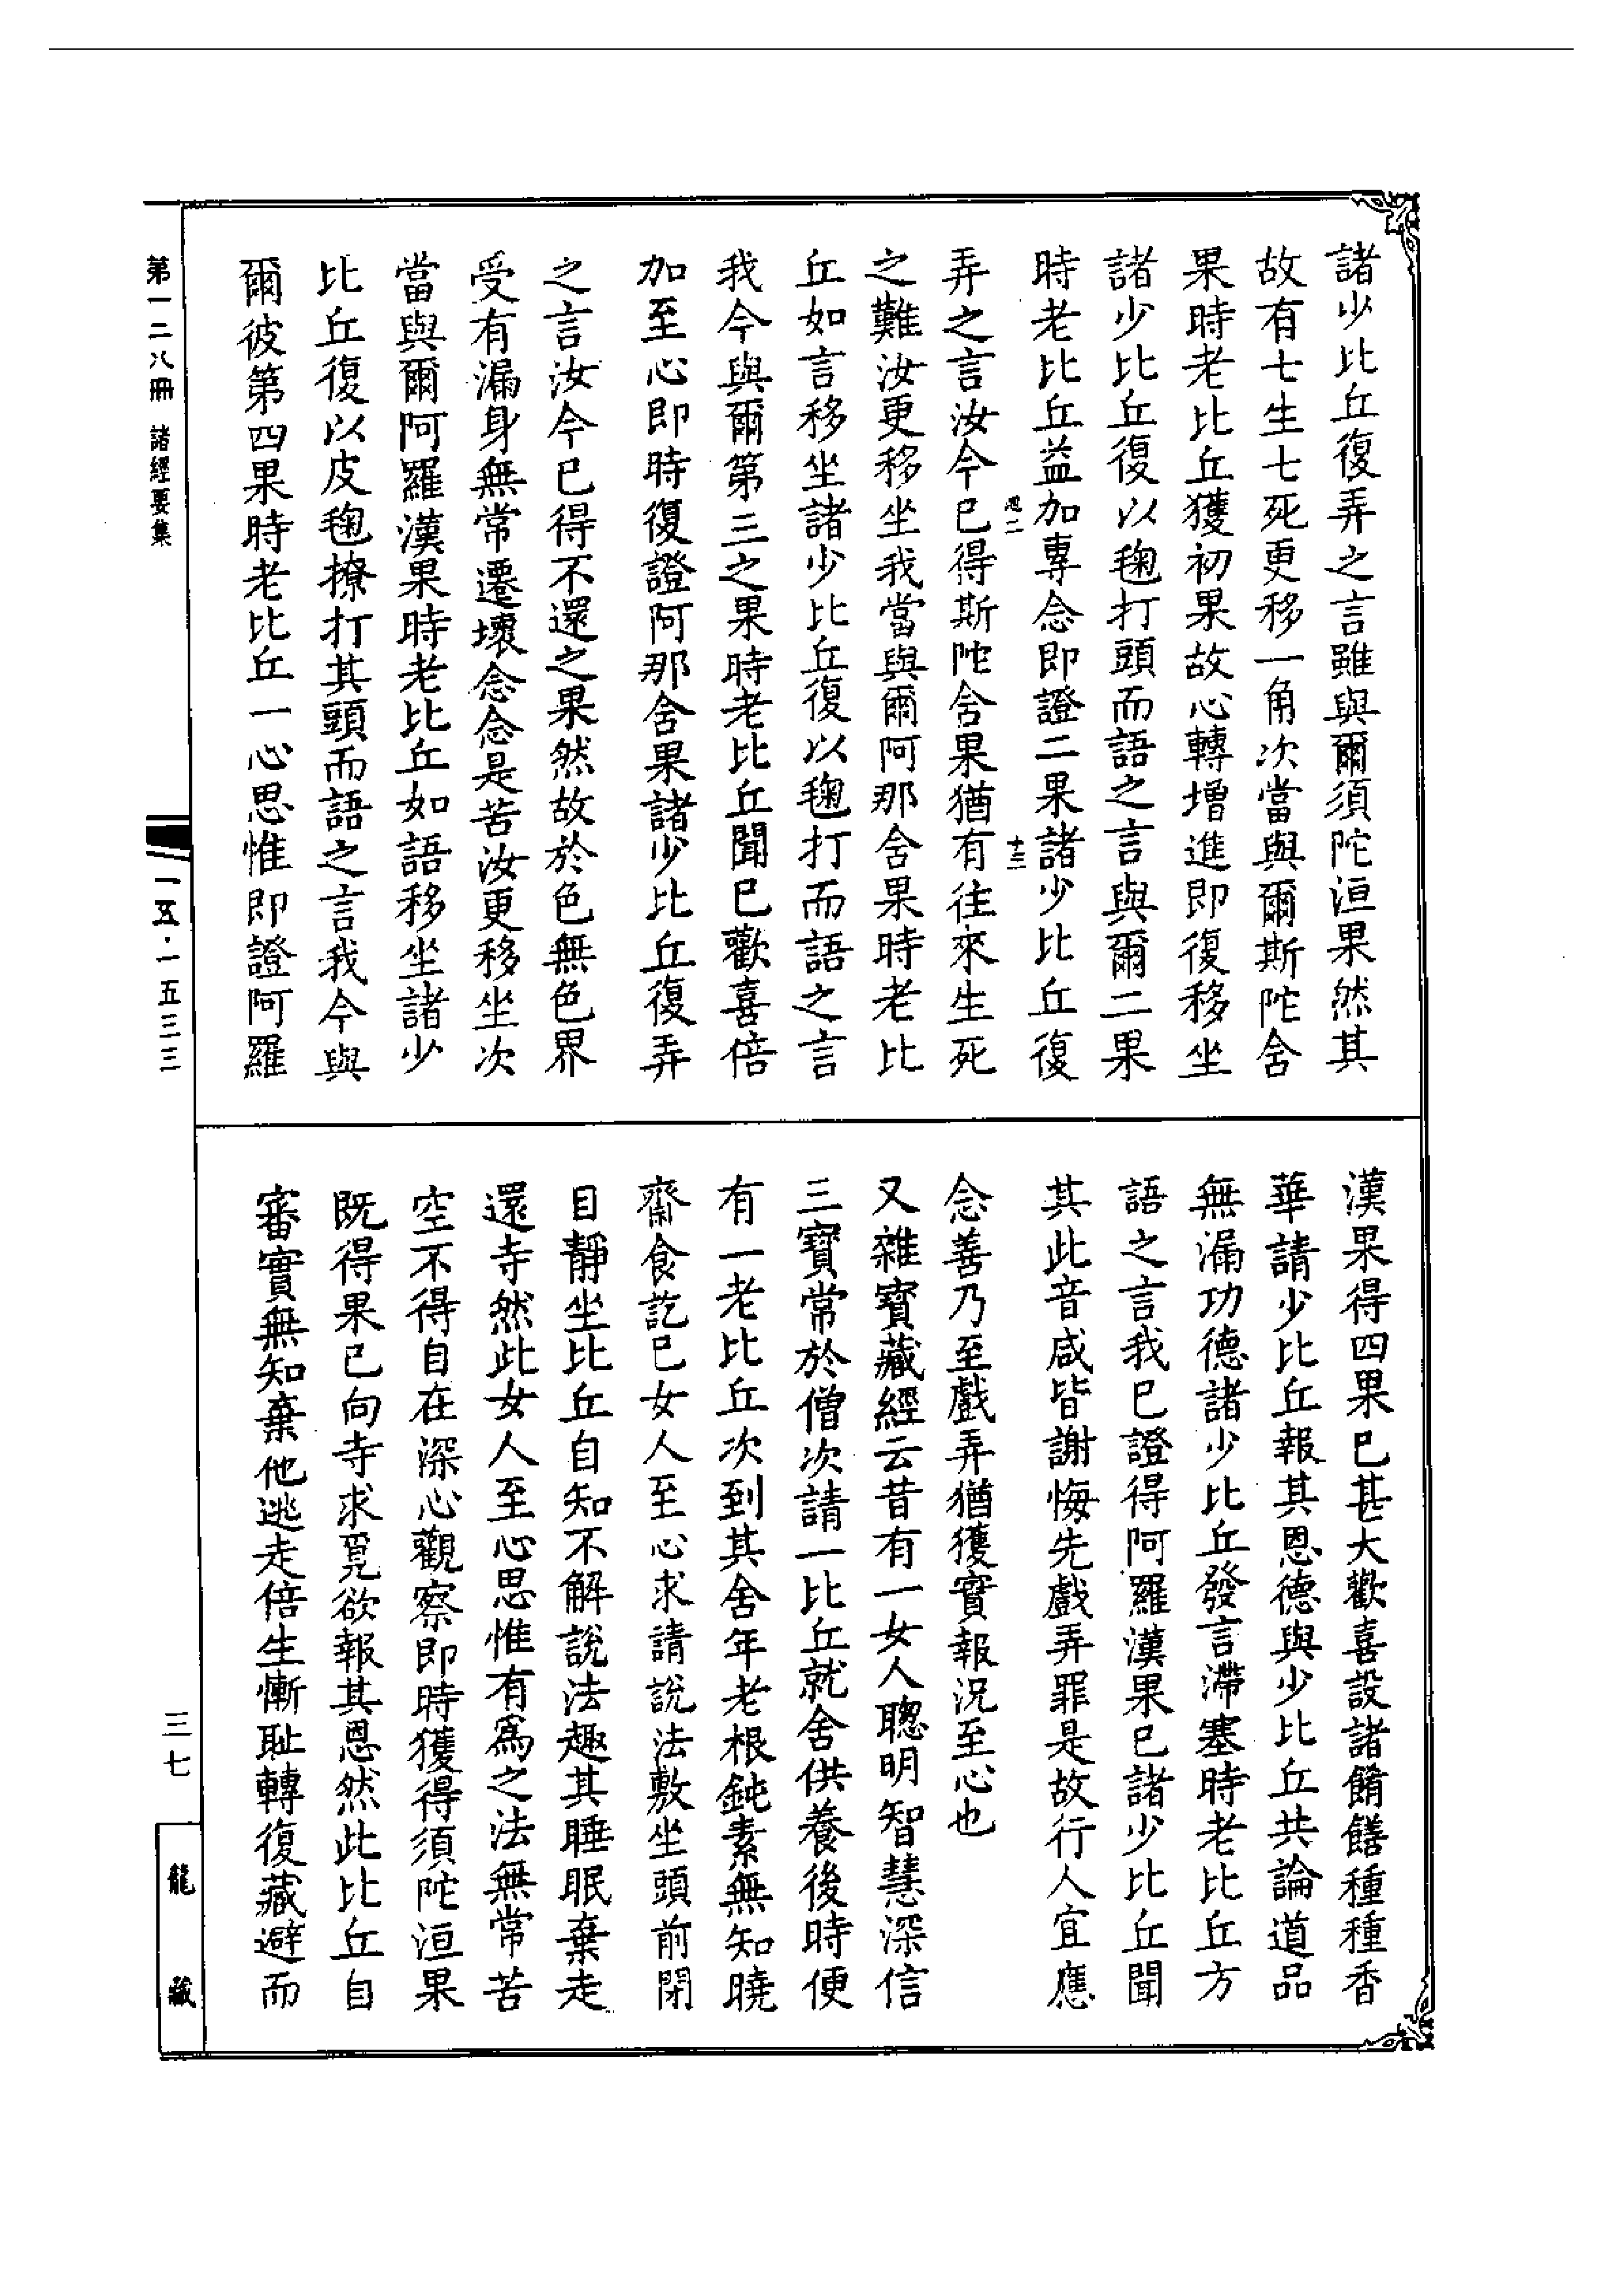 諸少比丘復弄之言雖與爾須陀洹果然其
故有七生七死更移一角次當與爾斯陀舍
果時老比丘獲初果故心轉增進即復移坐
諸少比丘復以毱打頭而語之言與爾二果
時老比丘益加專念即證二果諸少比丘復
十三
弄之言汝今已得斯陀舍果猶有往來生死
之難汝更移坐我當與爾阿那舍果時老比
丘如言移坐諸少比丘復以毱打而語之言
我今與爾第三之果時老比丘聞已歡喜倍
加至心即時復證阿那舍果諸少比丘復弄
之言汝今已得不還之果然故於色無色界
受有漏身無常遷壞念念是苦汝更移坐次
當與爾阿羅漢果時老比丘如語移坐諸少
比丘復以皮毱撩打其頭而語之言我今與
爾彼第四果時老比丘一心思惟即證阿羅
漢果得四果已甚大歡喜設諸餚饍種種香
華請少比丘報其恩德與少比丘共論道品
無漏功德諸少比丘發言滯塞時老比丘方
語之言我已證得阿羅漢果已諸少比丘聞
其此音咸皆謝悔先戲弄罪是故行人宜應
念善乃至戲弄猶獲實報況至心也
又雜寶藏經云昔有一女人聰明智慧深信
三寶常於僧次請一比丘就舍供養後時便
有一老比丘次到其舍年老根鈍素無知曉
齋食訖已女人至心求請說法敷坐頭前閉
目靜坐比丘自知不解說法趣其睡眠棄走
還寺然此女人至心思惟有為之法無常苦
空不得自在深心觀察即時獲得須陀洹果
既得果已向寺求覓欲報其恩然此比丘自
審實無知棄他逃走倍生慚耻轉復藏避而
第一二八冊 諸經要集
一五·一五三三
三七
龍藏